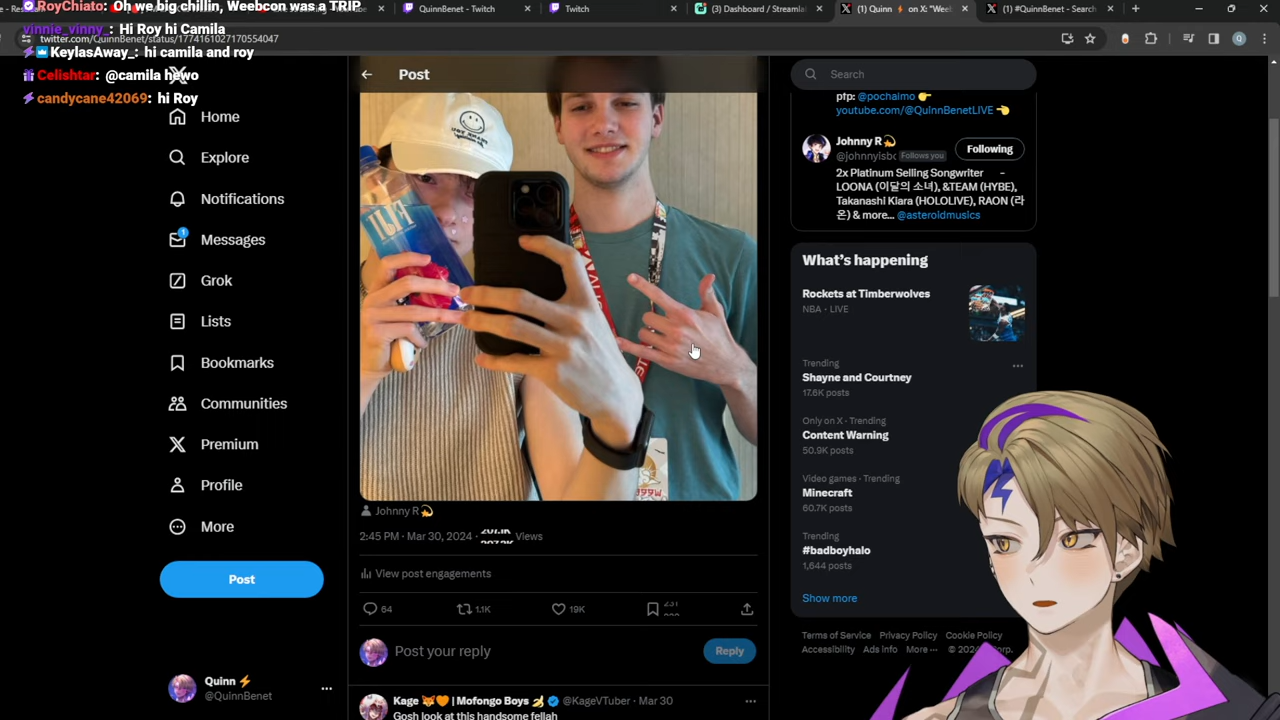 RoyChiato: Oh we big chillin, Weebcon was a TRIP
vinnie_vinny_: Hi Roy hi Camila
KeylasAway_: hi camila and roy
Celishtar: @camila hewo
candycane42069: hi Roy
QuinnBenet - Twitch
Twitch
(3) Dashboard / Streamlal
(1) Quinn ⚡ on X: "Wee
(1) #QuinnBenet - Search
twitter.com/QuinnBenet/status/1774161027170554047
Home
Explore
Notifications
1
Messages
Grok
Lists
Bookmarks
Communities
Premium
Profile
More
Post
Quinn ⚡
@QuinnBenet
Post
Johnny R💫
2:45 PM · Mar 30, 2024 · Views
View post engagements
64
1.1K
19K
231
Post your reply
Reply
Kage 🦊🧡 | Mofongo Boys 🍌 @KageVTuber · Mar 30
Gosh look at this handsome fellah
Search
pfp: @pochaimo 👉
youtube.com/@QuinnBenetLIVE 👈
Johnny R💫
@johnnyisbc Follows you
Following
2x Platinum Selling Songwriter -
LOONA (이달의 소녀), &TEAM (HYBE),
Takanashi Kiara (HOLOLIVE), RAON (라
온) & more... @asteroidmusics
What's happening
Rockets at Timberwolves
NBA · LIVE
Trending
Shayne and Courtney
17.6K posts
Only on X · Trending
Content Warning
50.9K posts
Video games · Trending
Minecraft
60.7K posts
Trending
#badboyhalo
1,644 posts
Show more
Terms of Service Privacy Policy Cookie Policy
Accessibility Ads info More ··· © 2024 Corp.